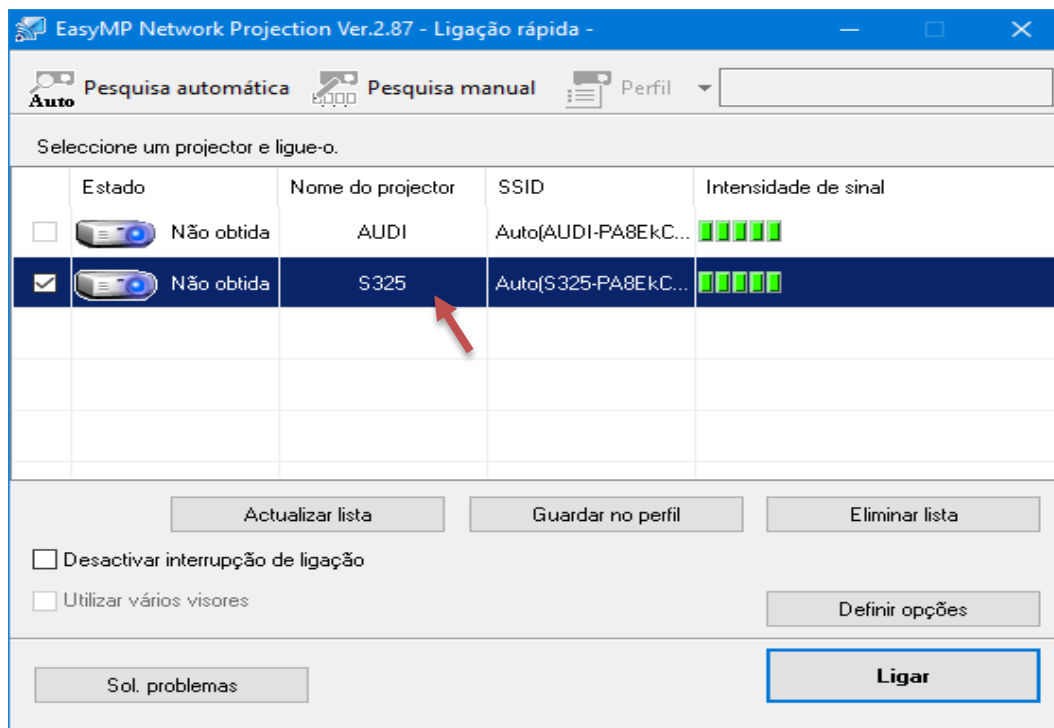 EasyMP Network Projection Ver.2.87 - Ligação rápida -
Auto Pesquisa automática Pesquisa manual Perfil
Seleccione um projector e ligue-o.
Estado Nome do projector SSID Intensidade de sinal
Não obtida AUDI Auto(AUDI-PA8EkC...
Não obtida S325 Auto(S325-PA8EkC...
Actualizar lista Guardar no perfil Eliminar lista
Desactivar interrupção de ligação
Utilizar vários visores
Definir opções
Sol. problemas Ligar